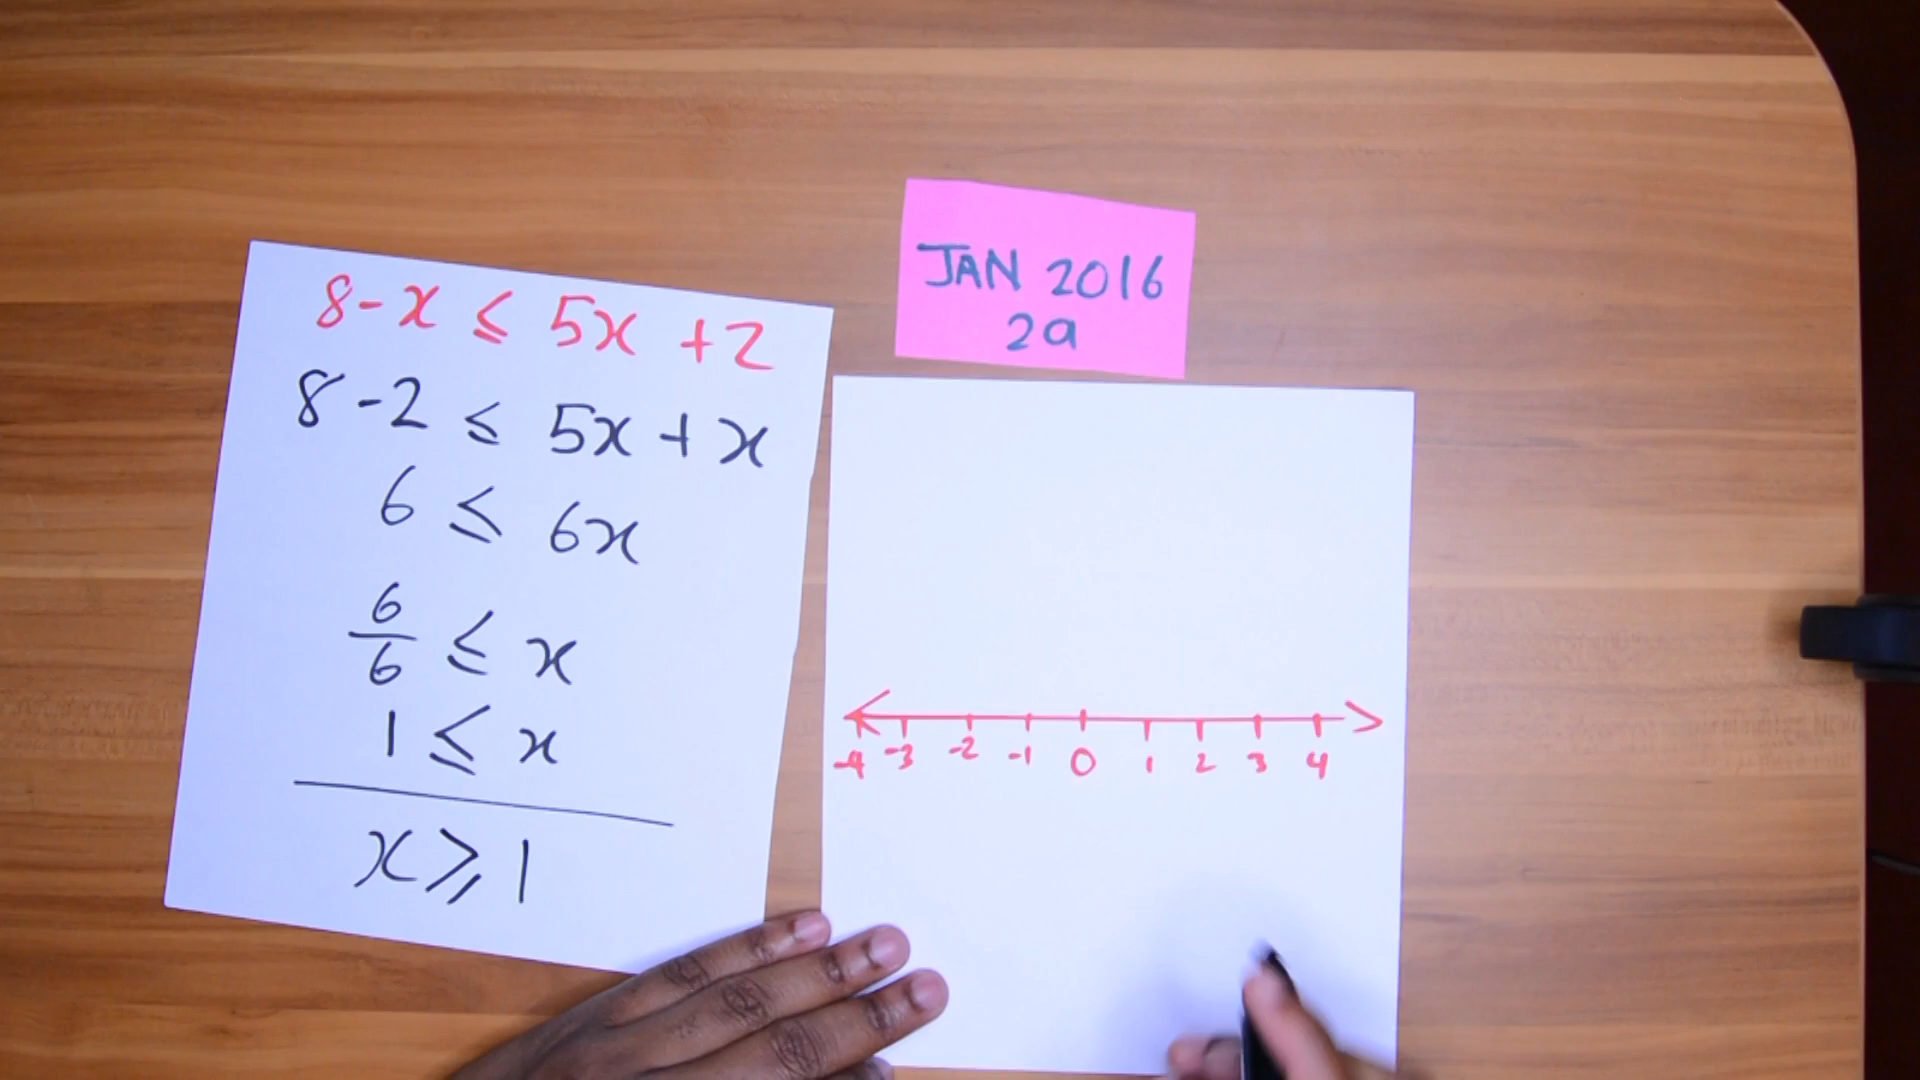 8-x ≤ 5x +2
8-2 ≤ 5x + x
6 ≤ 6x
6/6 ≤ x
1 ≤ x
x ⩾ 1
JAN 2016
2a
-4 -3 -2 -1 0 1 2 3 4